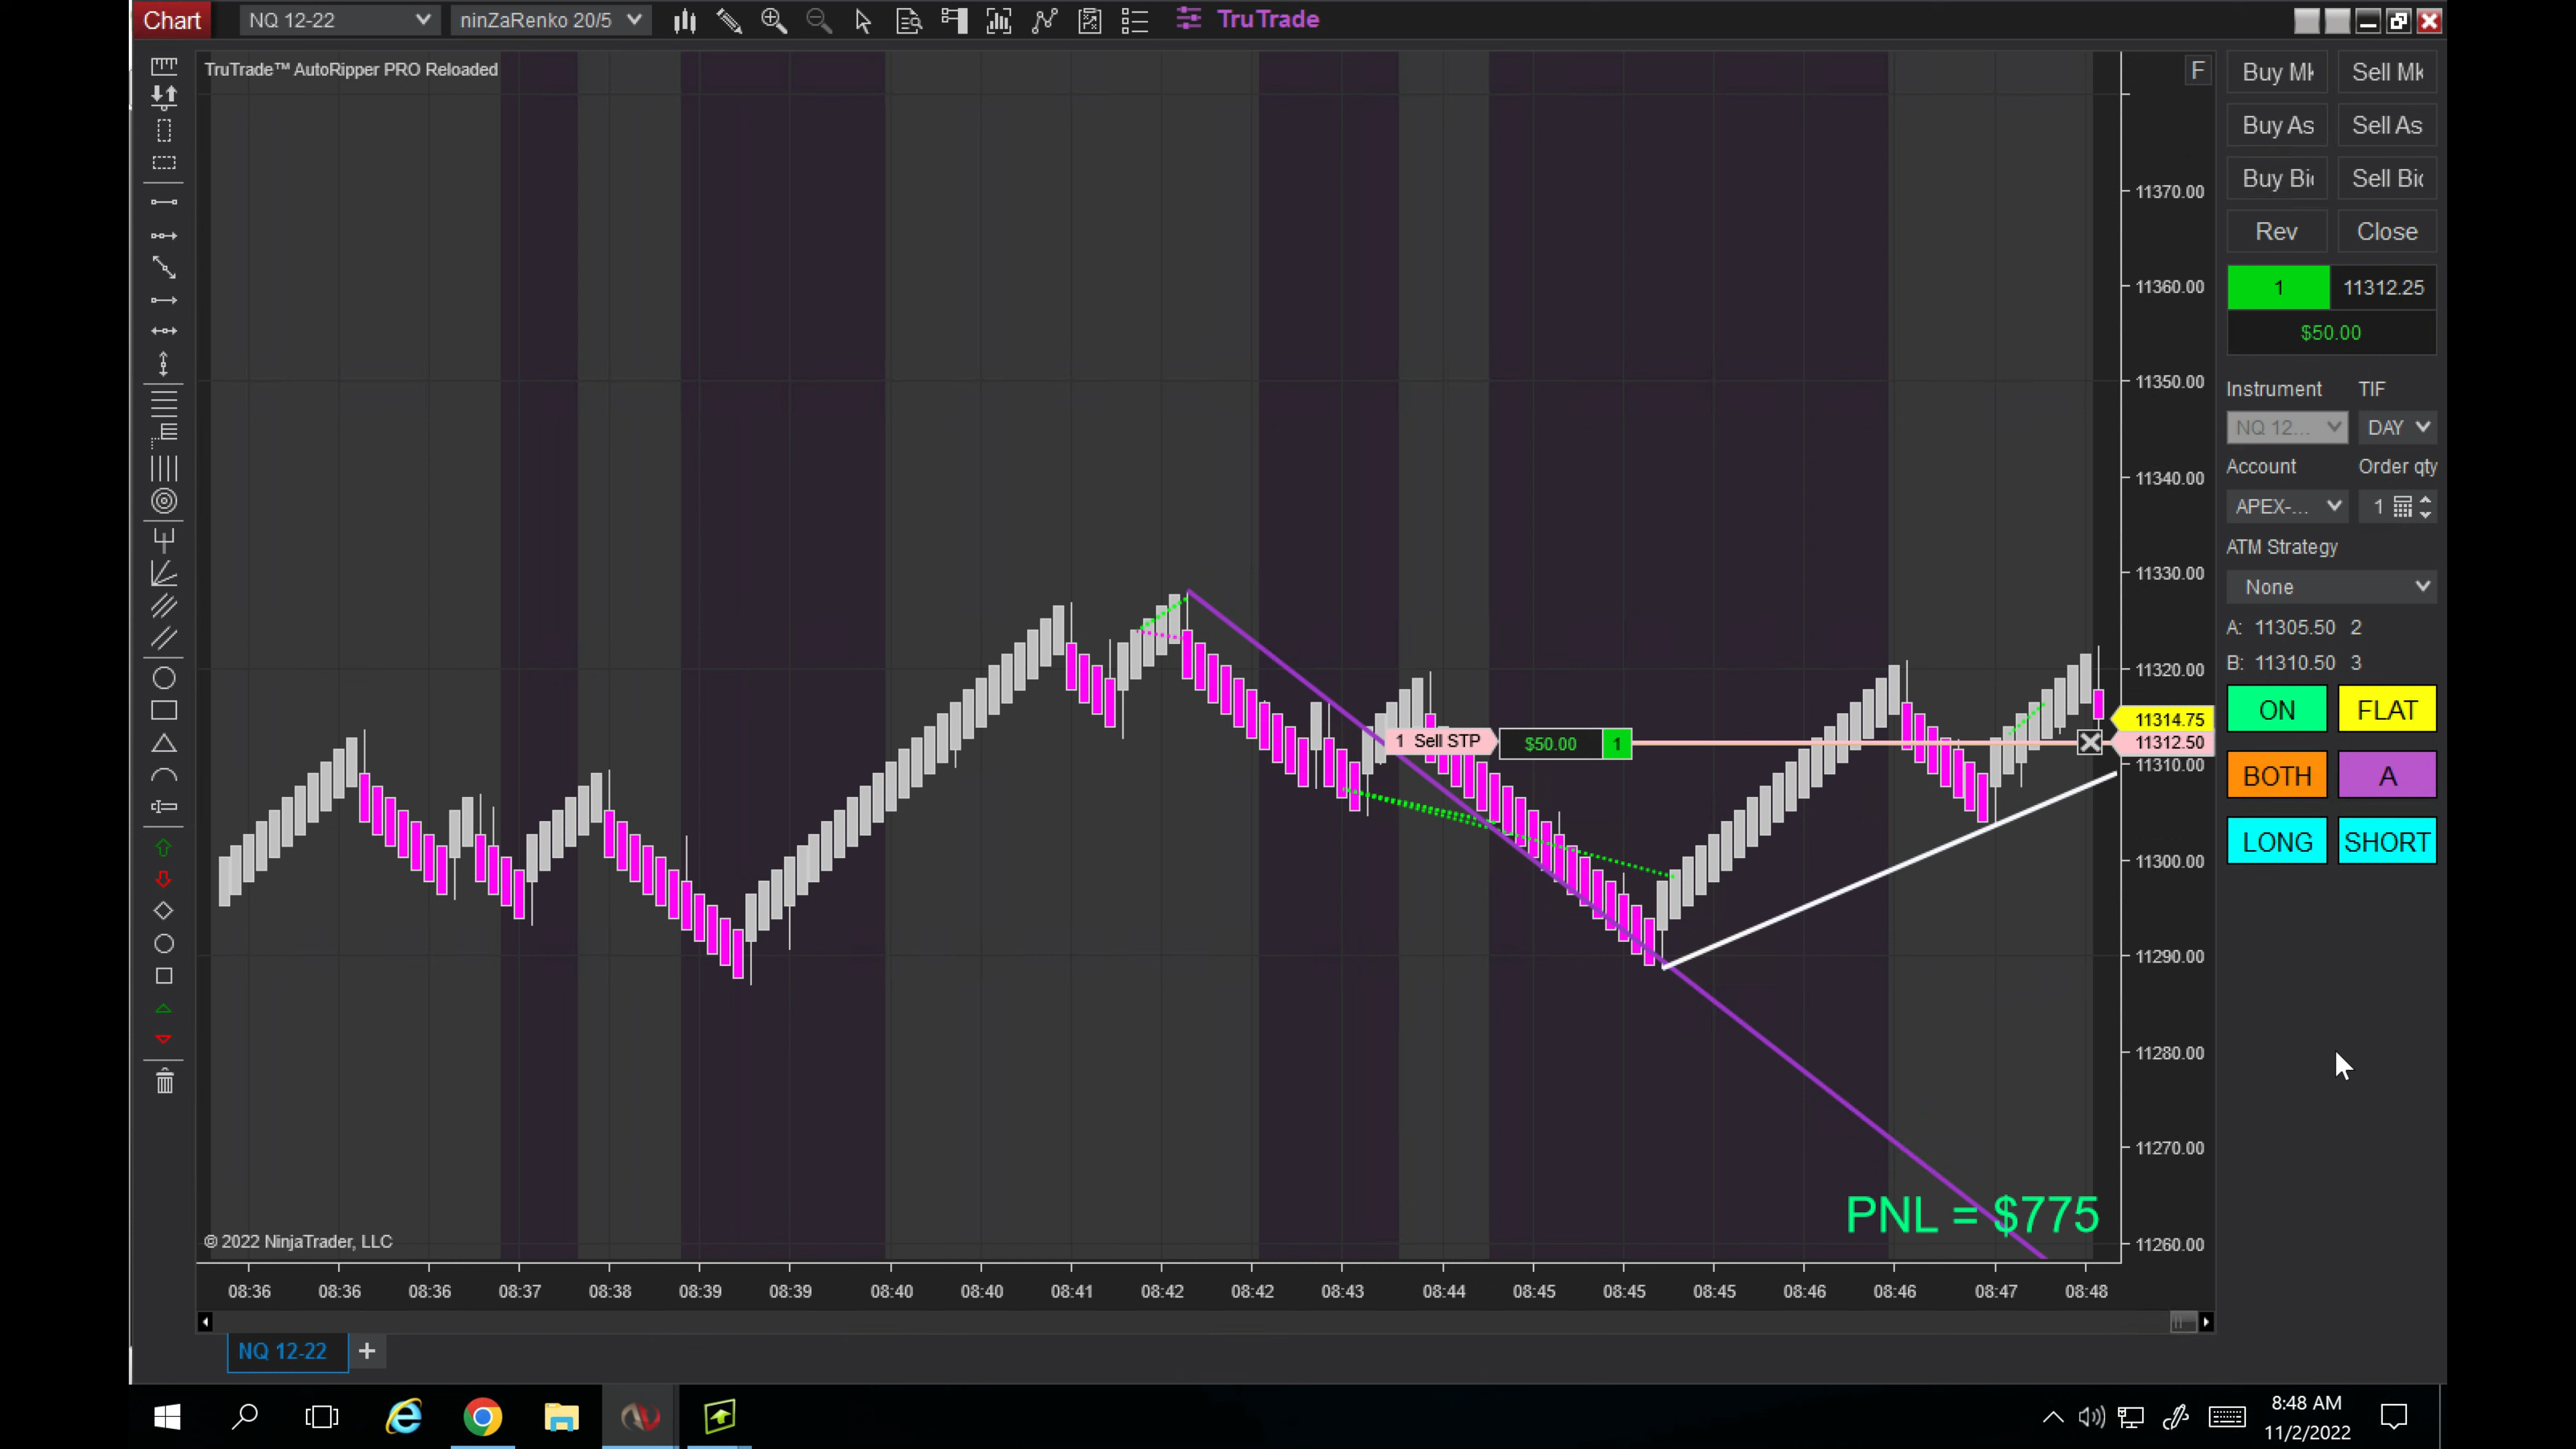 Chart NQ 12-22 ninZaRenko 20/5 TruTrade
TruTrade™ AutoRipper PRO Reloaded
F
Buy Mk Sell Mk
Buy As Sell As
Buy Bi Sell Bi
Rev Close
1 11312.25
$50.00
Instrument TIF
NQ 12... DAY
Account Order qty
APEX-... 1
ATM Strategy
None
A: 11305.50 2
B: 11310.50 3
ON FLAT
BOTH A
LONG SHORT
11370.00
11360.00
11350.00
11340.00
11330.00
11320.00
11314.75
11312.50
11310.00
11300.00
11290.00
11280.00
11270.00
11260.00
1 Sell STP $50.00 1
PNL = $775
© 2022 NinjaTrader, LLC
08:36 08:36 08:36 08:37 08:38 08:39 08:39 08:40 08:40 08:41 08:42 08:42 08:43 08:44 08:45 08:45 08:45 08:46 08:46 08:47 08:48
NQ 12-22 +
8:48 AM
11/2/2022